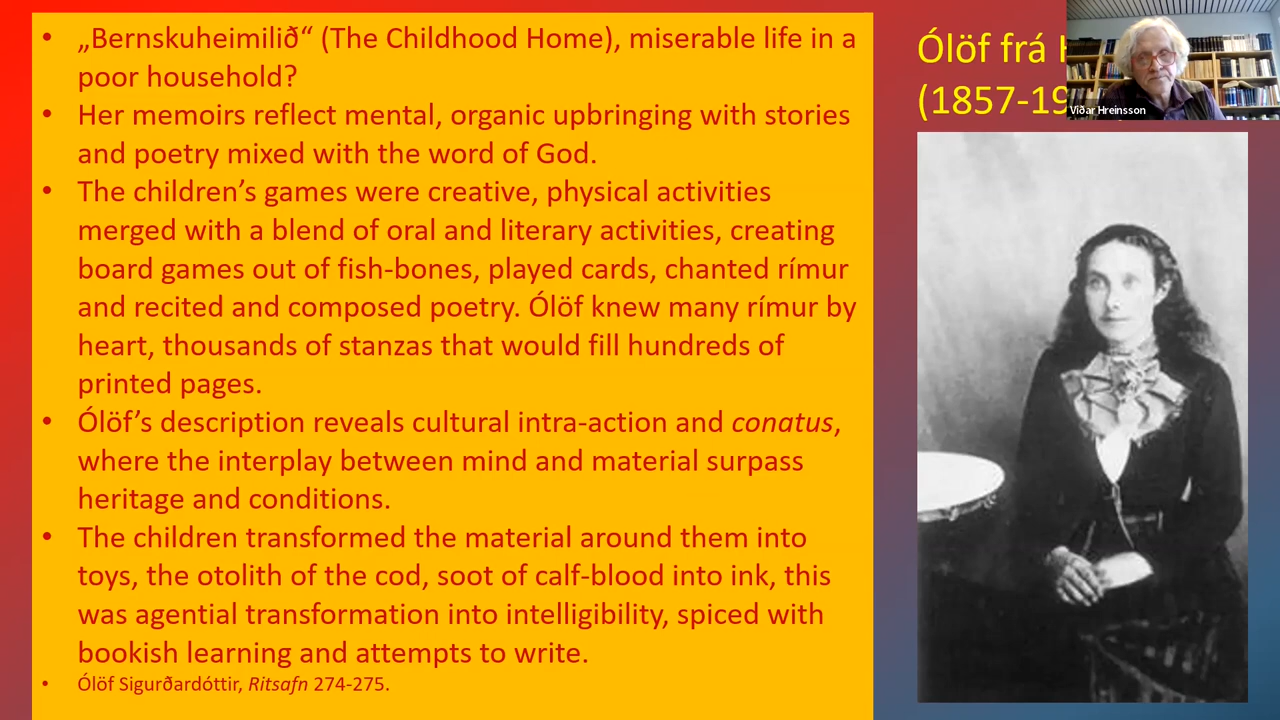 • „Bernskuheimilið“ (The Childhood Home), miserable life in a
poor household?
• Her memoirs reflect mental, organic upbringing with stories
and poetry mixed with the word of God.
• The children’s games were creative, physical activities
merged with a blend of oral and literary activities, creating
board games out of fish-bones, played cards, chanted rímur
and recited and composed poetry. Ólöf knew many rímur by
heart, thousands of stanzas that would fill hundreds of
printed pages.
• Ólöf’s description reveals cultural intra-action and conatus,
where the interplay between mind and material surpass
heritage and conditions.
• The children transformed the material around them into
toys, the otolith of the cod, soot of calf-blood into ink, this
was agential transformation into intelligibility, spiced with
bookish learning and attempts to write.
• Ólöf Sigurðardóttir, Ritsafn 274-275.
Ólöf frá
(1857-19
Viðar Hreinsson